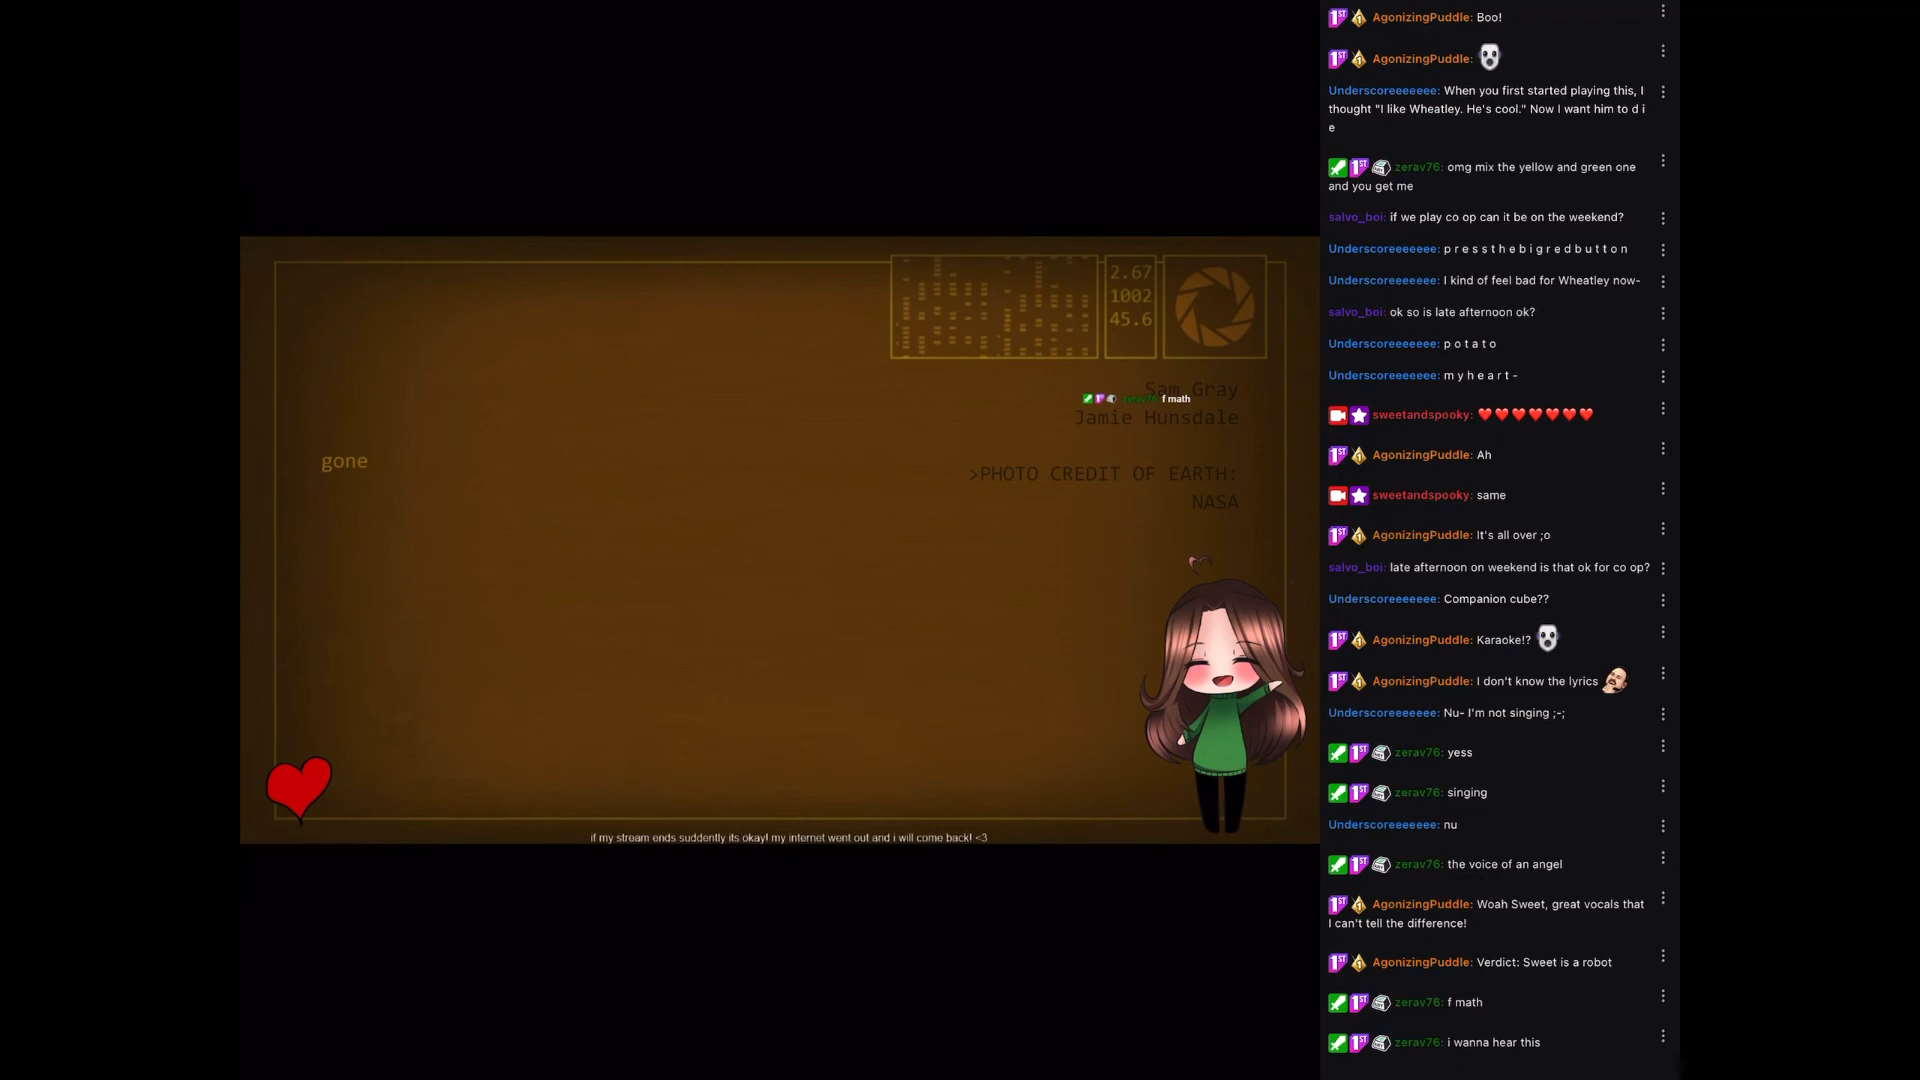 2.67
1002
45.6
Sam Gray
zerav76: f math
Jamie Hunsdale
gone
>PHOTO CREDIT OF EARTH:
NASA
if my stream ends suddently its okay! my internet went out and i will come back! <3
AgonizingPuddle: Boo!
AgonizingPuddle:
Underscoreeeeeee: When you first started playing this, I
thought "I like Wheatley. He's cool." Now I want him to d i
e
zerav76: omg mix the yellow and green one
and you get me
salvo_boi: if we play co op can it be on the weekend?
Underscoreeeeeee: p r e s s t h e b i g r e d b u t t o n
Underscoreeeeeee: I kind of feel bad for Wheatley now-
salvo_boi: ok so is late afternoon ok?
Underscoreeeeeee: p o t a t o
Underscoreeeeeee: m y h e a r t -
sweetandspooky: ❤❤❤❤❤❤❤
AgonizingPuddle: Ah
sweetandspooky: same
AgonizingPuddle: It's all over ;o
salvo_boi: late afternoon on weekend is that ok for co op?
Underscoreeeeeee: Companion cube??
AgonizingPuddle: Karaoke!?
AgonizingPuddle: I don't know the lyrics
Underscoreeeeeee: Nu- I'm not singing ;-;
zerav76: yess
zerav76: singing
Underscoreeeeeee: nu
zerav76: the voice of an angel
AgonizingPuddle: Woah Sweet, great vocals that
I can't tell the difference!
AgonizingPuddle: Verdict: Sweet is a robot
zerav76: f math
zerav76: i wanna hear this